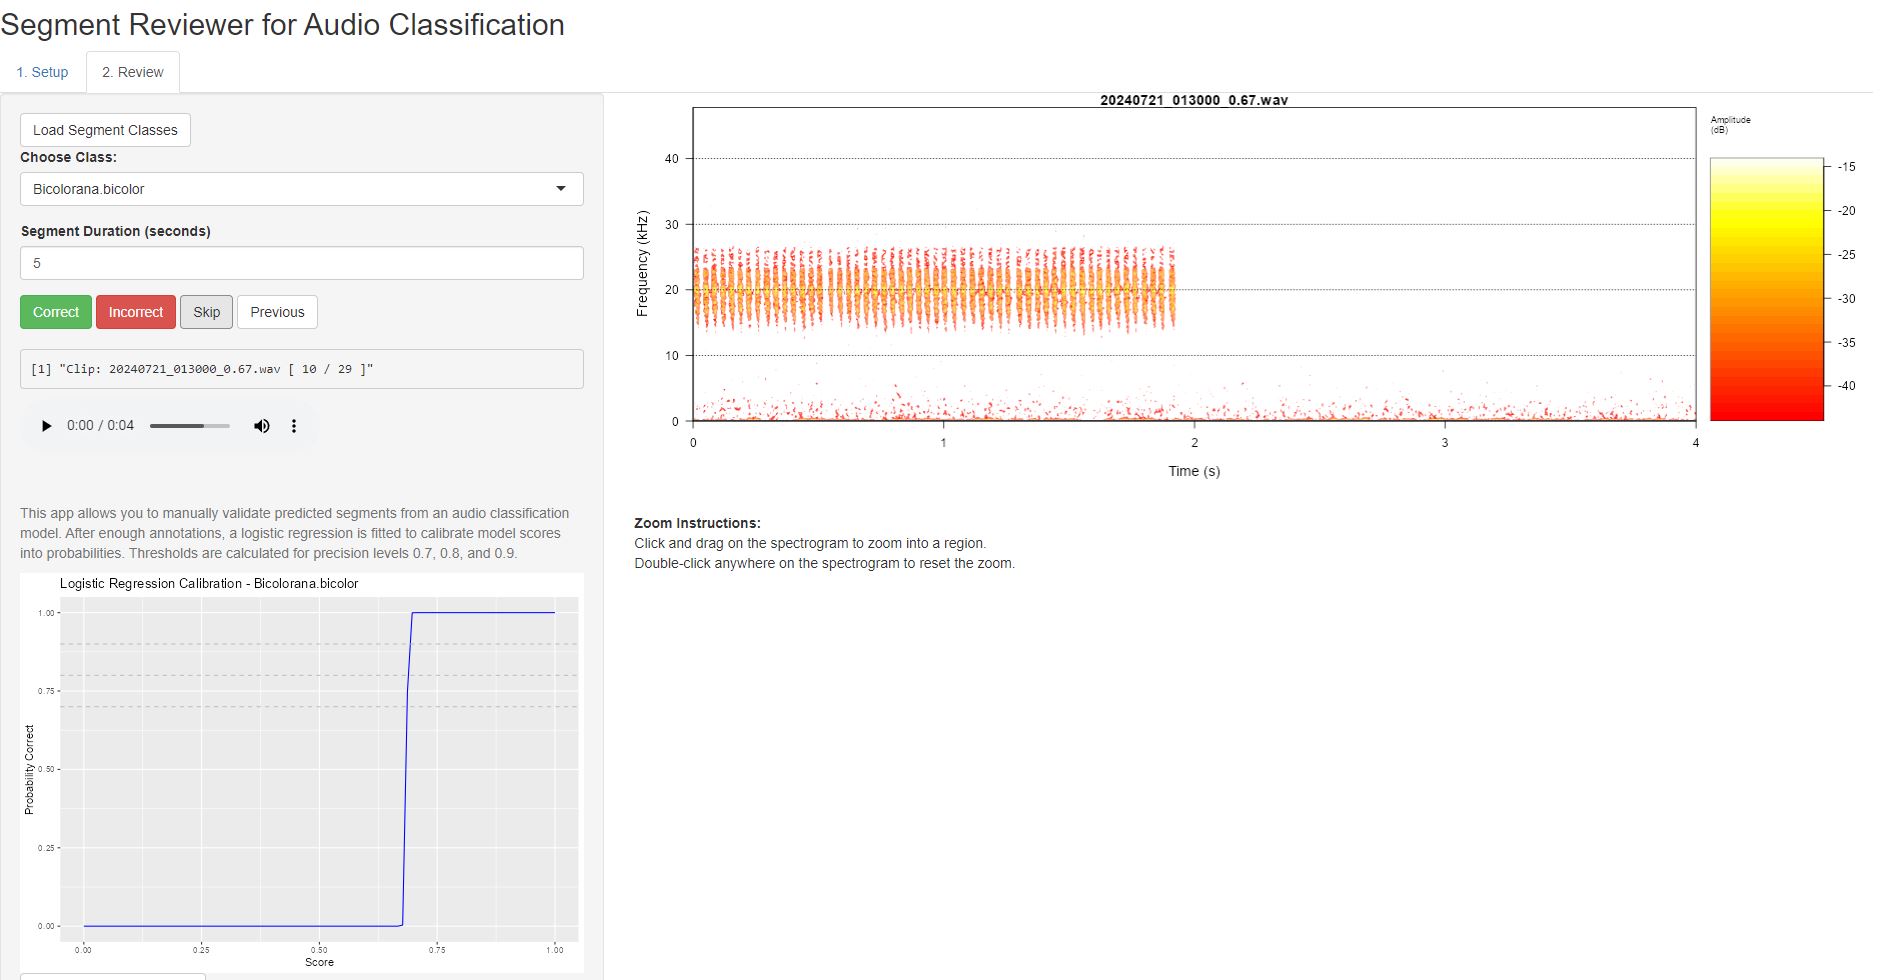 Segment Reviewer for Audio Classification
1. Setup
2. Review
Load Segment Classes
Choose Class:
Bicolorana.bicolor
Segment Duration (seconds)
5
Correct
Incorrect
Skip
Previous
[1] "Clip: 20240721_013000_0.67.wav [ 10 / 29 ]"
0:00 / 0:04
This app allows you to manually validate predicted segments from an audio classification
model. After enough annotations, a logistic regression is fitted to calibrate model scores
into probabilities. Thresholds are calculated for precision levels 0.7, 0.8, and 0.9.
Logistic Regression Calibration - Bicolorana.bicolor
Probability Correct
1.00
0.75
0.50
0.25
0.00
0.00
0.25
0.50
0.75
1.00
Score
20240721_013000_0.67.wav
Frequency (kHz)
40
30
20
10
0
0
1
2
3
4
Time (s)
Amplitude
(dB)
-15
-20
-25
-30
-35
-40
Zoom Instructions:
Click and drag on the spectrogram to zoom into a region.
Double-click anywhere on the spectrogram to reset the zoom.